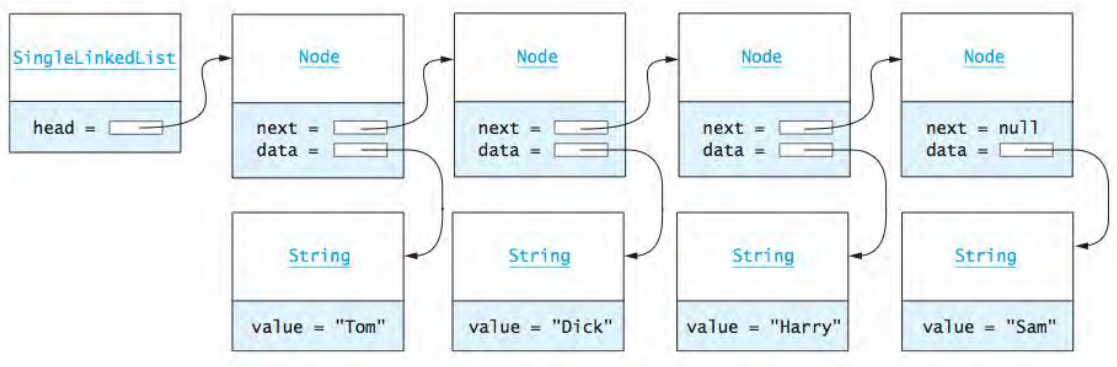 SingleLinkedList
head =
Node
next =
data =
Node
next =
data =
Node
next =
data =
Node
next = null
data =
String
value = "Tom"
String
value = "Dick"
String
value = "Harry"
String
value = "Sam"